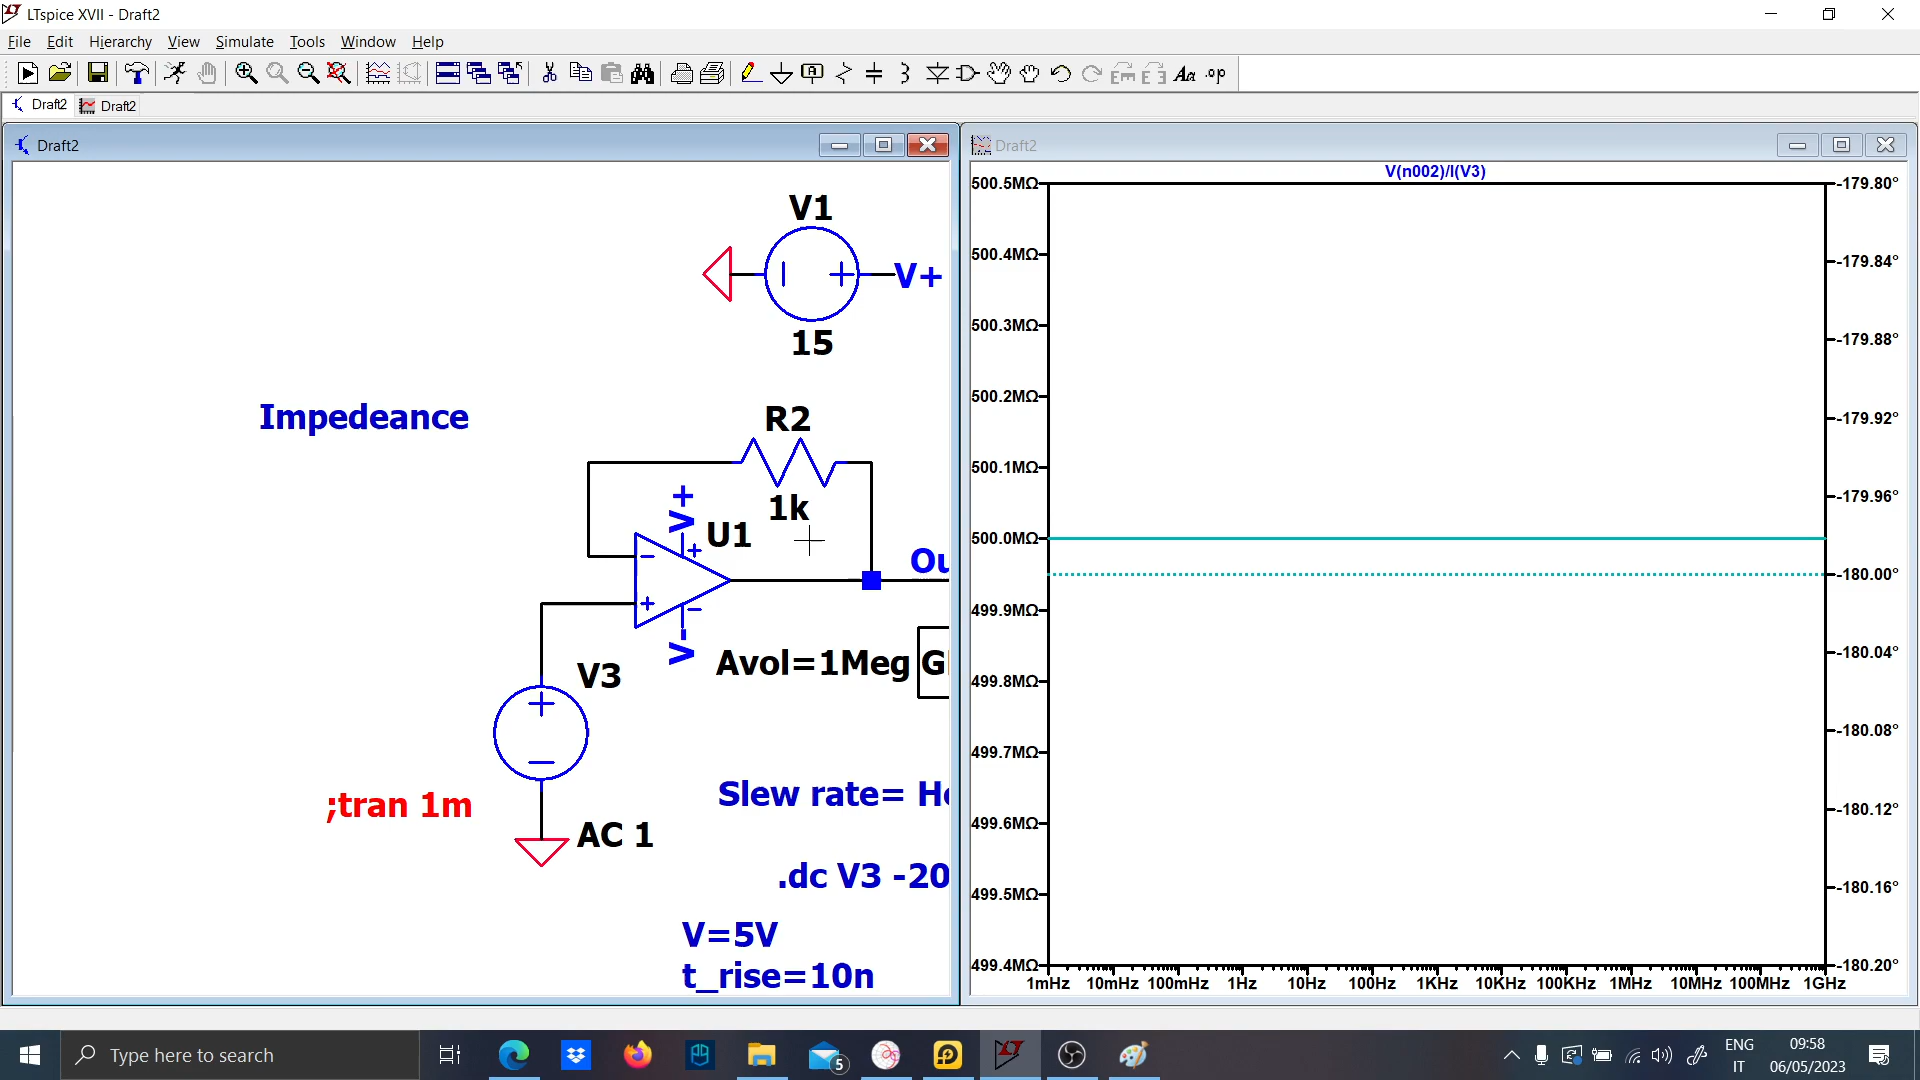 LTspice XVII - Draft2
File Edit Hierarchy View Simulate Tools Window Help
Draft2 Draft2
Draft2
V1
V+
15
Impedeance
R2
1k
V+
U1
Ou
V-
Avol=1Meg G
V3
;tran 1m
AC 1
Slew rate= H
.dc V3 -20
V=5V
t_rise=10n
Draft2
V(n002)/I(V3)
500.5MΩ -179.80°
500.4MΩ -179.84°
500.3MΩ -179.88°
500.2MΩ -179.92°
500.1MΩ -179.96°
500.0MΩ -180.00°
499.9MΩ -180.04°
499.8MΩ -180.08°
499.7MΩ -180.12°
499.6MΩ -180.16°
499.5MΩ -180.20°
499.4MΩ
1mHz 10mHz 100mHz 1Hz 10Hz 100Hz 1KHz 10KHz 100KHz 1MHz 10MHz 100MHz 1GHz
Type here to search
5
ENG
IT
09:58
06/05/2023